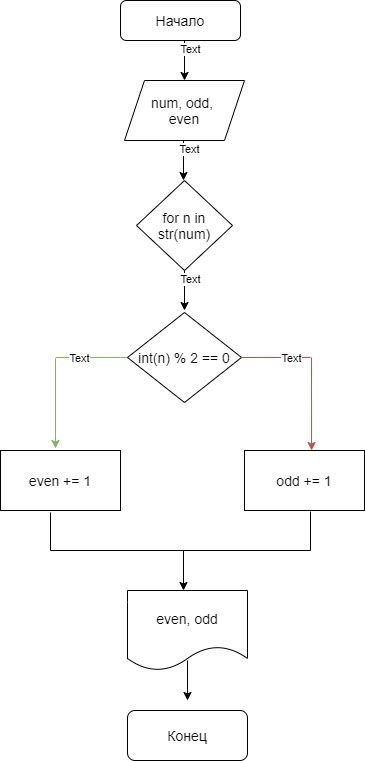 Начало
Text
num, odd,
even
Text
for n in
str(num)
Text
int(n) % 2 == 0
Text
Text
even += 1
odd += 1
even, odd
Конец